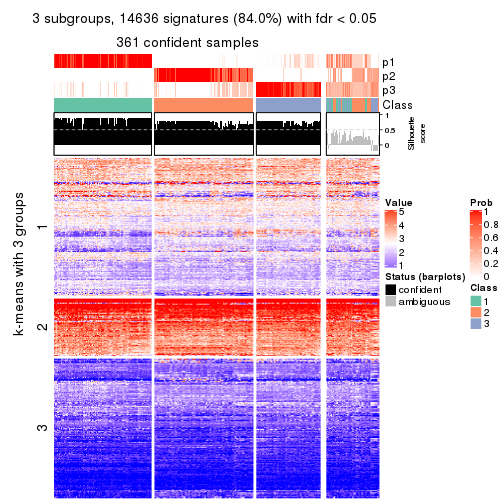 3 subgroups, 14636 signatures (84.0%) with fdr < 0.05
361 confident samples
p1
p2
p3
Class
1
0.5
0
Silhouette
score
k-means with 3 groups
1
2
3
Value
5
4
3
2
1
Status (barplots)
confident
ambiguous
Prob
1
0.8
0.6
0.4
0.2
0
Class
1
2
3